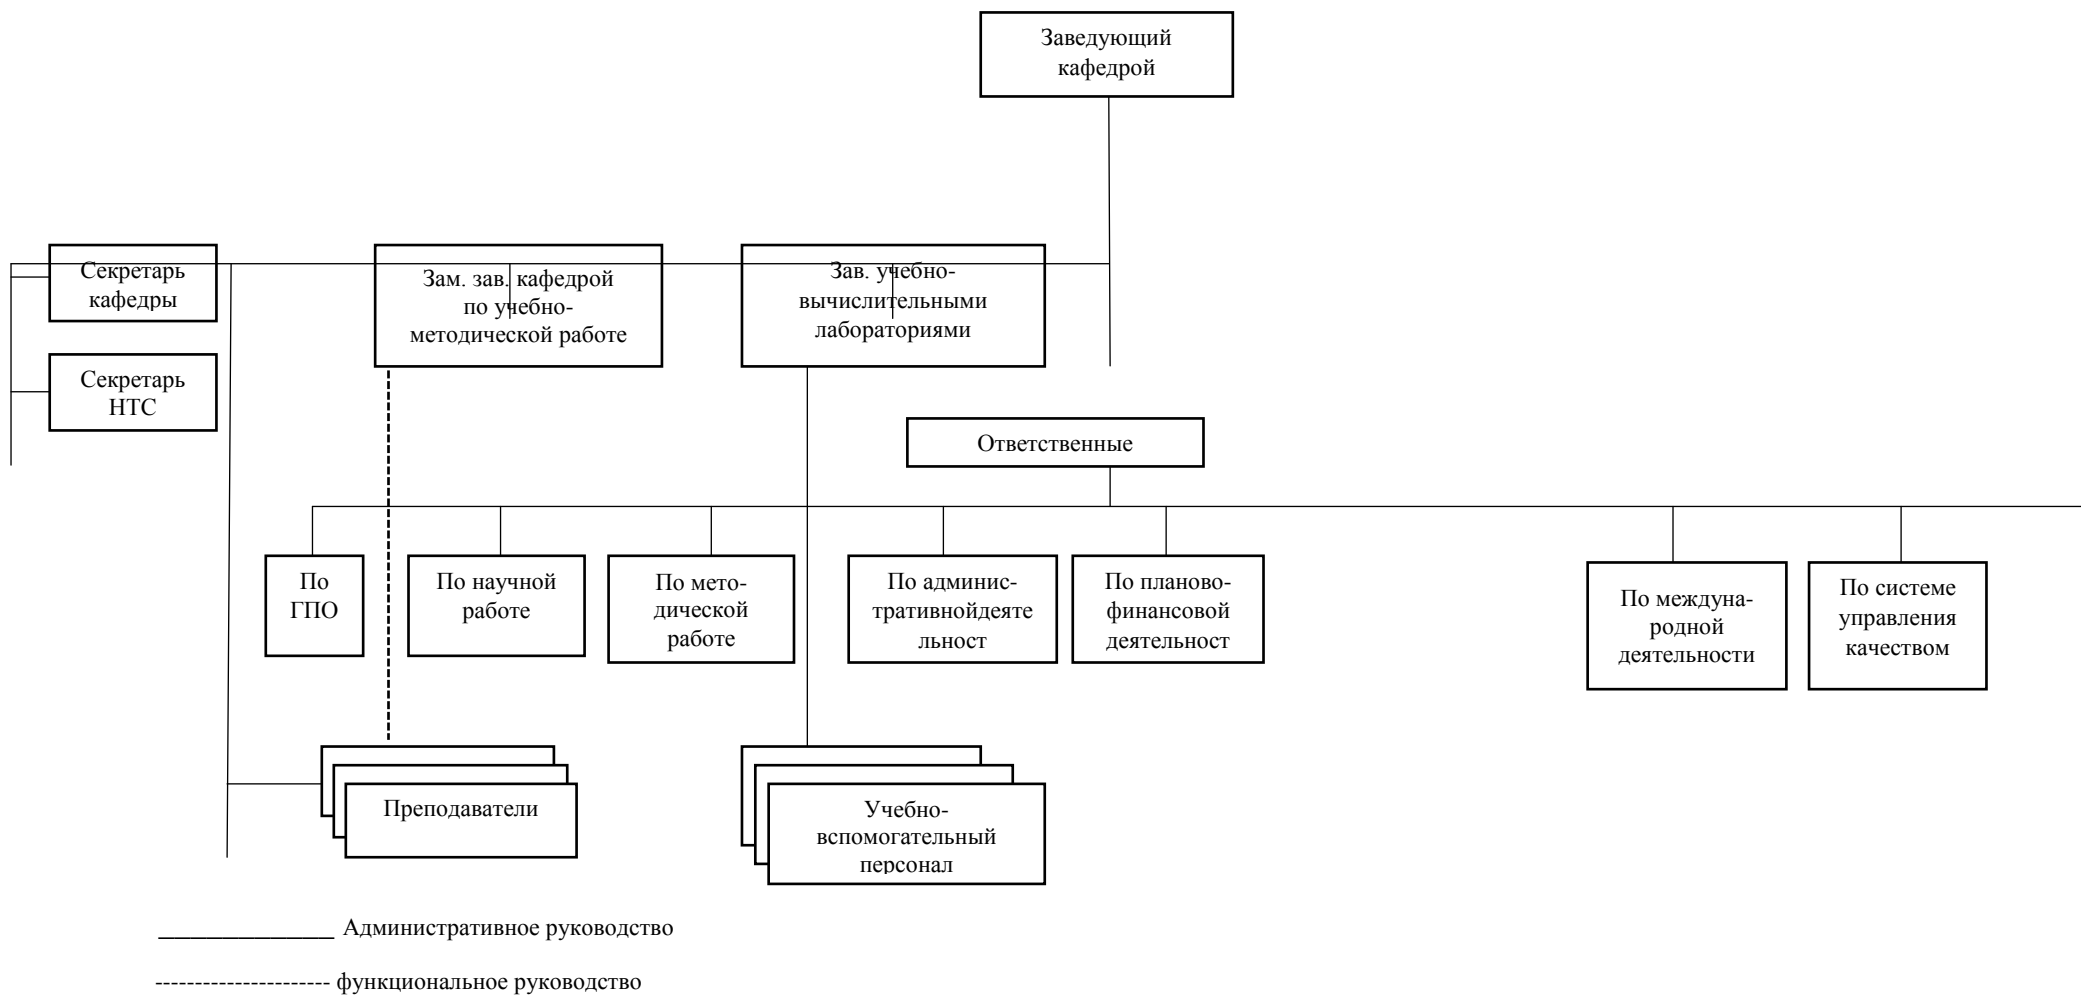 Заведующий
кафедрой
Секретарь
кафедры
Зам. зав. кафедрой
по учебно-
методической работе
Зав. учебно-
вычислительными
лабораториями
Секретарь
НТС
Ответственные
По
ГПО
По научной
работе
По мето-
дической
работе
По админис-
тративнойдеяте
льност
По планово-
финансовой
деятельност
По междуна-
родной
деятельности
По системе
управления
качеством
Преподаватели
Учебно-
вспомогательный
персонал
Административное руководство
функциональное руководство